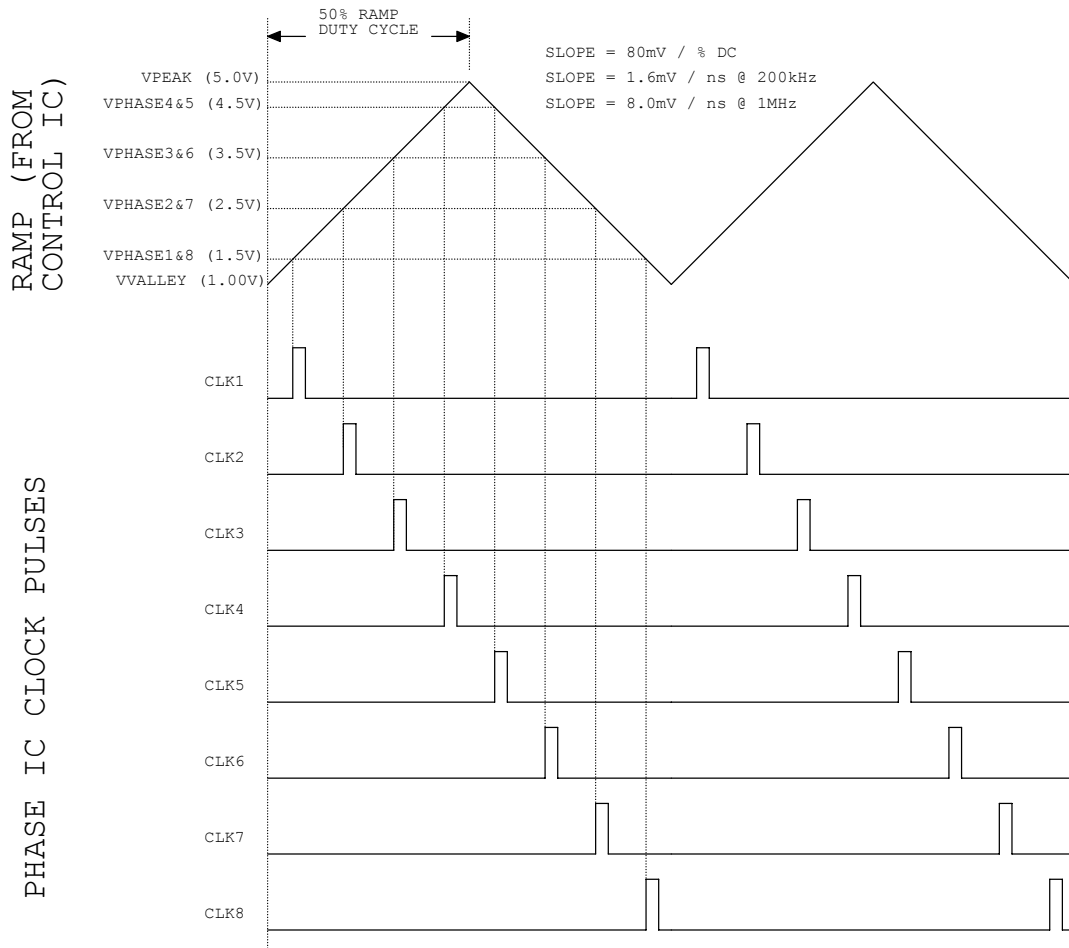 50% RAMP
DUTY CYCLE
SLOPE = 80mV / % DC
SLOPE = 1.6mV / ns @ 200kHz
SLOPE = 8.0mV / ns @ 1MHz
RAMP (FROM
CONTROL IC)
VPEAK (5.0V)
VPHASE4&5 (4.5V)
VPHASE3&6 (3.5V)
VPHASE2&7 (2.5V)
VPHASE1&8 (1.5V)
VVALLEY (1.00V)
PHASE IC CLOCK PULSES
CLK1
CLK2
CLK3
CLK4
CLK5
CLK6
CLK7
CLK8